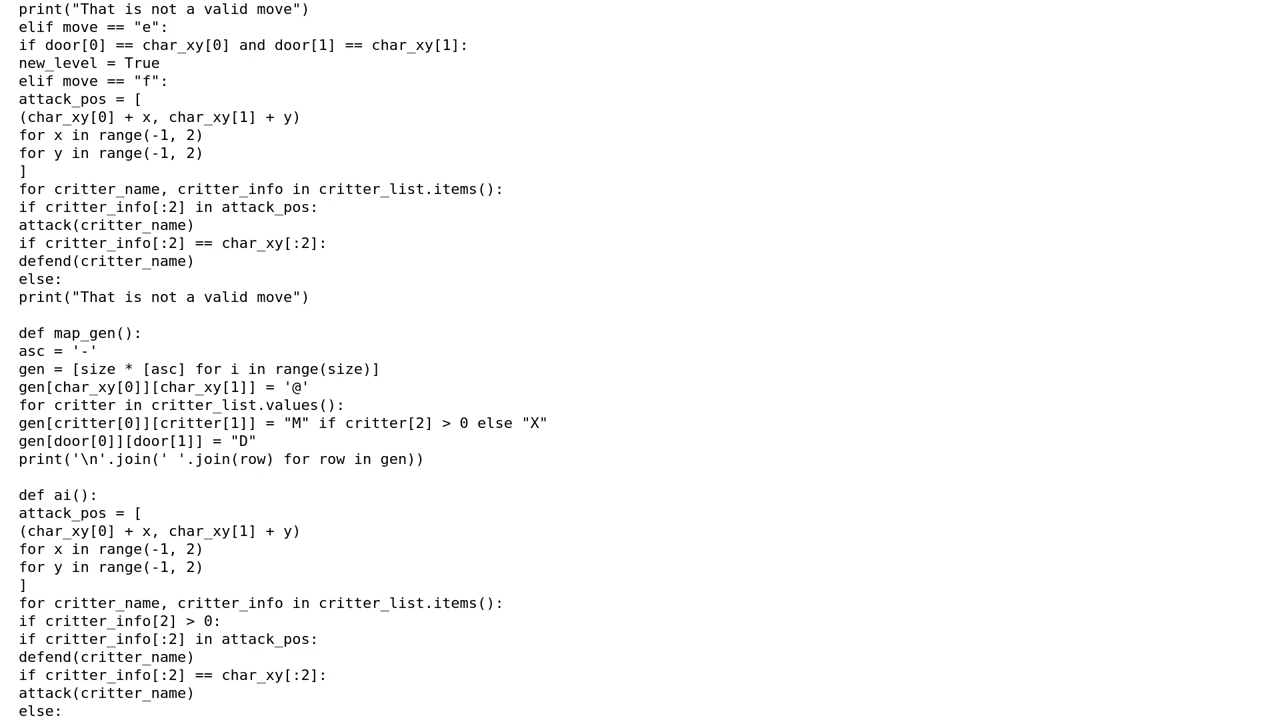 print("That is not a valid move")
elif move == "e":
if door[0] == char_xy[0] and door[1] == char_xy[1]:
new_level = True
elif move == "f":
attack_pos = [
(char_xy[0] + x, char_xy[1] + y)
for x in range(-1, 2)
for y in range(-1, 2)
]
for critter_name, critter_info in critter_list.items():
if critter_info[:2] in attack_pos:
attack(critter_name)
if critter_info[:2] == char_xy[:2]:
defend(critter_name)
else:
print("That is not a valid move")

def map_gen():
asc = '-'
gen = [size * [asc] for i in range(size)]
gen[char_xy[0]][char_xy[1]] = '@'
for critter in critter_list.values():
gen[critter[0]][critter[1]] = "M" if critter[2] > 0 else "X"
gen[door[0]][door[1]] = "D"
print('\n'.join(' '.join(row) for row in gen))

def ai():
attack_pos = [
(char_xy[0] + x, char_xy[1] + y)
for x in range(-1, 2)
for y in range(-1, 2)
]
for critter_name, critter_info in critter_list.items():
if critter_info[2] > 0:
if critter_info[:2] in attack_pos:
defend(critter_name)
if critter_info[:2] == char_xy[:2]:
attack(critter_name)
else: